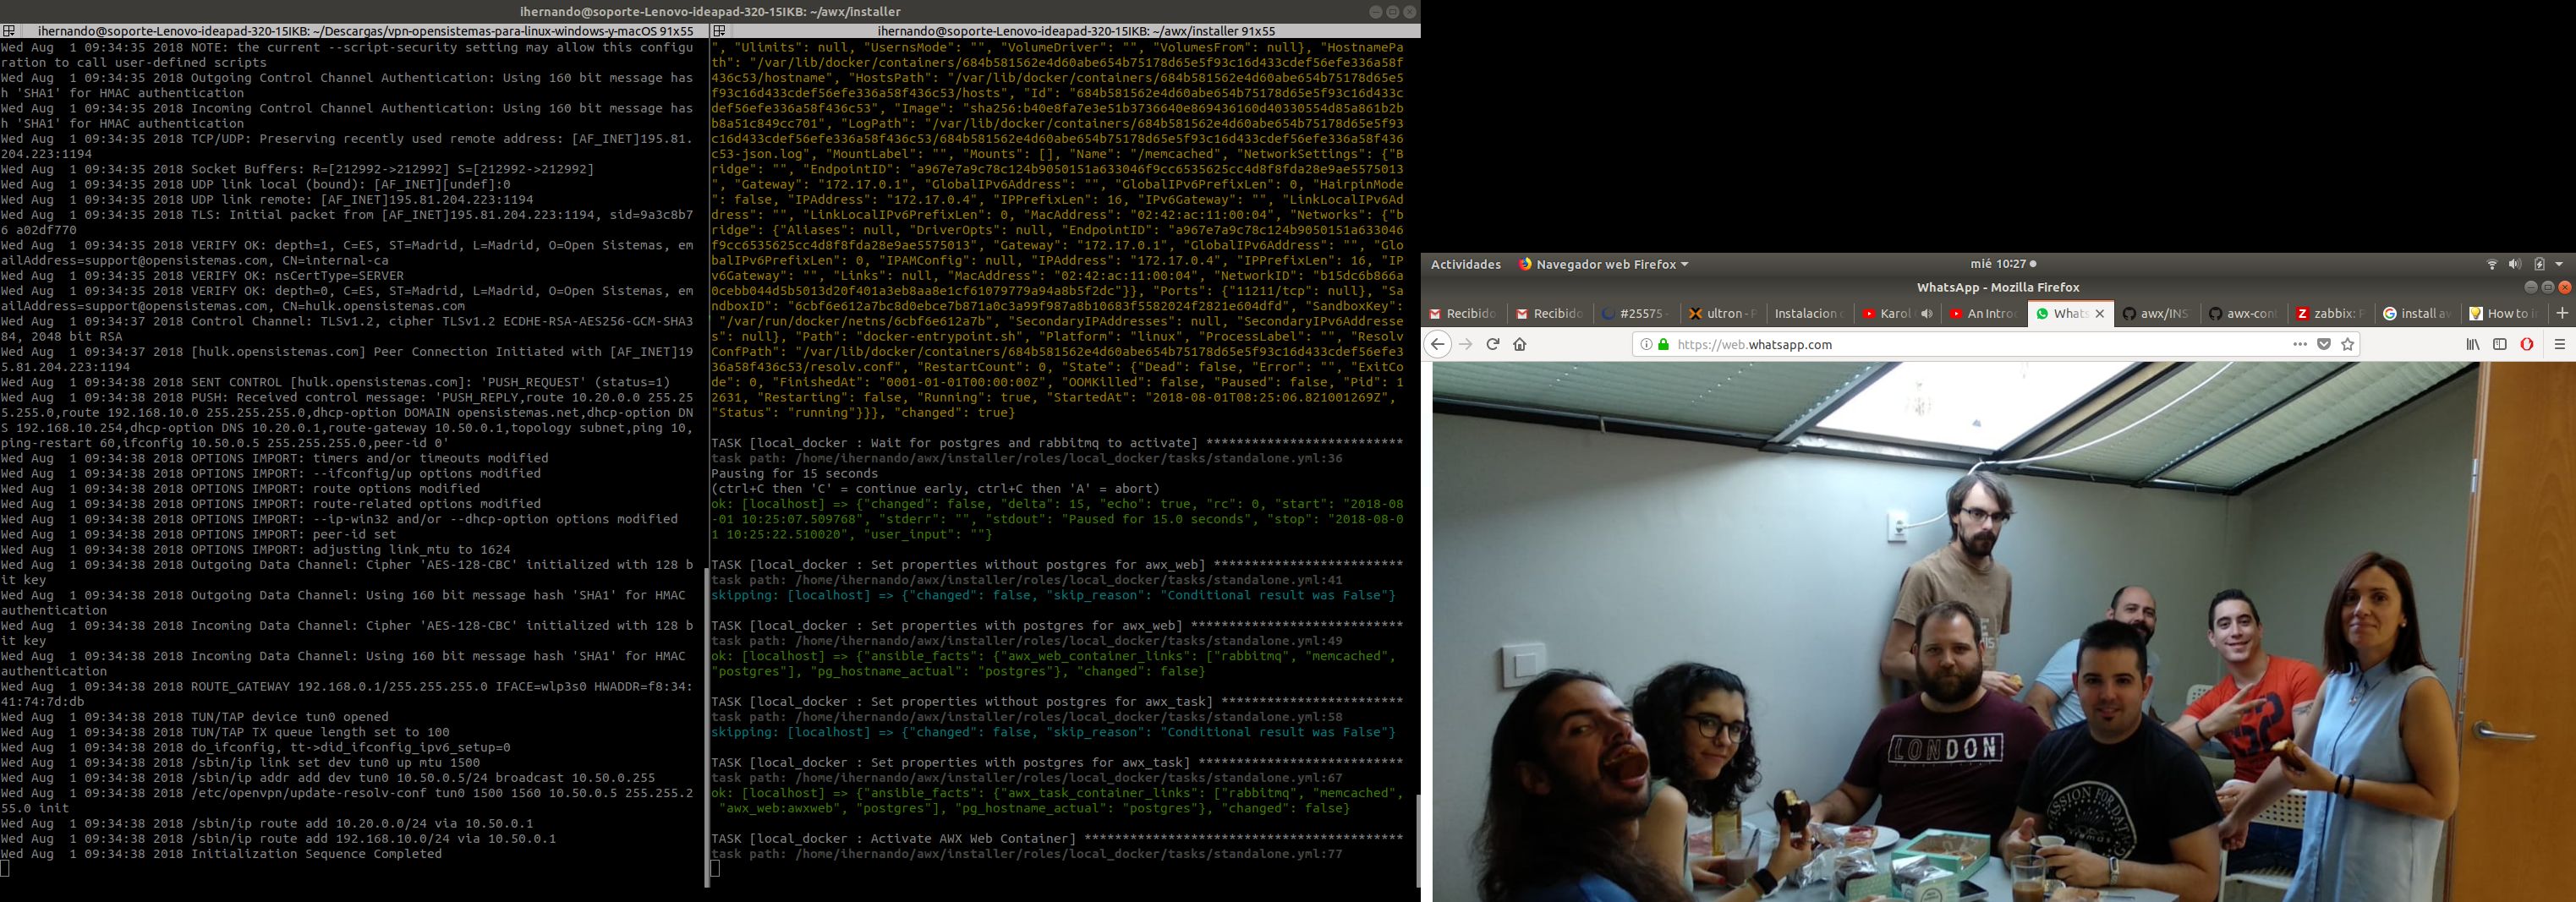 ihernando@soporte-Lenovo-ideapad-320-15IKB: ~/awx/installer
ihernando@soporte-Lenovo-ideapad-320-15IKB: ~/Descargas/vpn-opensistemas-para-linux-windows-y-macOS 91x55
Wed Aug  1 09:34:35 2018 NOTE: the current --script-security setting may allow this configu
ration to call user-defined scripts
Wed Aug  1 09:34:35 2018 Outgoing Control Channel Authentication: Using 160 bit message has
h 'SHA1' for HMAC authentication
Wed Aug  1 09:34:35 2018 Incoming Control Channel Authentication: Using 160 bit message has
h 'SHA1' for HMAC authentication
Wed Aug  1 09:34:35 2018 TCP/UDP: Preserving recently used remote address: [AF_INET]195.81.
204.223:1194
Wed Aug  1 09:34:35 2018 Socket Buffers: R=[212992->212992] S=[212992->212992]
Wed Aug  1 09:34:35 2018 UDP link local (bound): [AF_INET][undef]:0
Wed Aug  1 09:34:35 2018 UDP link remote: [AF_INET]195.81.204.223:1194
Wed Aug  1 09:34:35 2018 TLS: Initial packet from [AF_INET]195.81.204.223:1194, sid=9a3c8b7
6 a02df770
Wed Aug  1 09:34:35 2018 VERIFY OK: depth=1, C=ES, ST=Madrid, L=Madrid, O=Open Sistemas, em
ailAddress=support@opensistemas.com, CN=internal-ca
Wed Aug  1 09:34:35 2018 VERIFY OK: nsCertType=SERVER
Wed Aug  1 09:34:35 2018 VERIFY OK: depth=0, C=ES, ST=Madrid, L=Madrid, O=Open Sistemas, em
ailAddress=support@opensistemas.com, CN=hulk.opensistemas.com
Wed Aug  1 09:34:37 2018 Control Channel: TLSv1.2, cipher TLSv1.2 ECDHE-RSA-AES256-GCM-SHA3
84, 2048 bit RSA
Wed Aug  1 09:34:37 2018 [hulk.opensistemas.com] Peer Connection Initiated with [AF_INET]19
5.81.204.223:1194
Wed Aug  1 09:34:38 2018 SENT CONTROL [hulk.opensistemas.com]: 'PUSH_REQUEST' (status=1)
Wed Aug  1 09:34:38 2018 PUSH: Received control message: 'PUSH_REPLY,route 10.20.0.0 255.25
5.255.0,route 192.168.10.0 255.255.255.0,dhcp-option DOMAIN opensistemas.net,dhcp-option DN
S 192.168.10.254,dhcp-option DNS 10.20.0.1,route-gateway 10.50.0.1,topology subnet,ping 10,
ping-restart 60,ifconfig 10.50.0.5 255.255.255.0,peer-id 0'
Wed Aug  1 09:34:38 2018 OPTIONS IMPORT: timers and/or timeouts modified
Wed Aug  1 09:34:38 2018 OPTIONS IMPORT: --ifconfig/up options modified
Wed Aug  1 09:34:38 2018 OPTIONS IMPORT: route options modified
Wed Aug  1 09:34:38 2018 OPTIONS IMPORT: route-related options modified
Wed Aug  1 09:34:38 2018 OPTIONS IMPORT: --ip-win32 and/or --dhcp-option options modified
Wed Aug  1 09:34:38 2018 OPTIONS IMPORT: peer-id set
Wed Aug  1 09:34:38 2018 OPTIONS IMPORT: adjusting link_mtu to 1624
Wed Aug  1 09:34:38 2018 Outgoing Data Channel: Cipher 'AES-128-CBC' initialized with 128 b
it key
Wed Aug  1 09:34:38 2018 Outgoing Data Channel: Using 160 bit message hash 'SHA1' for HMAC
authentication
Wed Aug  1 09:34:38 2018 Incoming Data Channel: Cipher 'AES-128-CBC' initialized with 128 b
it key
Wed Aug  1 09:34:38 2018 Incoming Data Channel: Using 160 bit message hash 'SHA1' for HMAC
authentication
Wed Aug  1 09:34:38 2018 ROUTE_GATEWAY 192.168.0.1/255.255.255.0 IFACE=wlp3s0 HWADDR=f8:34:
41:74:7d:db
Wed Aug  1 09:34:38 2018 TUN/TAP device tun0 opened
Wed Aug  1 09:34:38 2018 TUN/TAP TX queue length set to 100
Wed Aug  1 09:34:38 2018 do_ifconfig, tt->did_ifconfig_ipv6_setup=0
Wed Aug  1 09:34:38 2018 /sbin/ip link set dev tun0 up mtu 1500
Wed Aug  1 09:34:38 2018 /sbin/ip addr add dev tun0 10.50.0.5/24 broadcast 10.50.0.255
Wed Aug  1 09:34:38 2018 /etc/openvpn/update-resolv-conf tun0 1500 1560 10.50.0.5 255.255.2
55.0 init
Wed Aug  1 09:34:38 2018 /sbin/ip route add 10.20.0.0/24 via 10.50.0.1
Wed Aug  1 09:34:38 2018 /sbin/ip route add 192.168.10.0/24 via 10.50.0.1
Wed Aug  1 09:34:38 2018 Initialization Sequence Completed
ihernando@soporte-Lenovo-ideapad-320-15IKB: ~/awx/installer 91x55
", "Ulimits": null, "UsernsMode": "", "VolumeDriver": "", "VolumesFrom": null}, "HostnamePa
th": "/var/lib/docker/containers/684b581562e4d60abe654b75178d65e5f93c16d433cdef56efe336a58f
436c53/hostname", "HostsPath": "/var/lib/docker/containers/684b581562e4d60abe654b75178d65e5
f93c16d433cdef56efe336a58f436c53/hosts", "Id": "684b581562e4d60abe654b75178d65e5f93c16d433c
def56efe336a58f436c53", "Image": "sha256:b40e8fa7e3e51b3736640e869436160d40330554d85a861b2b
b8a51c849cc701", "LogPath": "/var/lib/docker/containers/684b581562e4d60abe654b75178d65e5f93
c16d433cdef56efe336a58f436c53/684b581562e4d60abe654b75178d65e5f93c16d433cdef56efe336a58f436
c53-json.log", "MountLabel": "", "Mounts": [], "Name": "/memcached", "NetworkSettings": {"B
ridge": "", "EndpointID": "a967e7a9c78c124b9050151a633046f9cc6535625cc4d8f8fda28e9ae5575013
", "Gateway": "172.17.0.1", "GlobalIPv6Address": "", "GlobalIPv6PrefixLen": 0, "HairpinMode
": false, "IPAddress": "172.17.0.4", "IPPrefixLen": 16, "IPv6Gateway": "", "LinkLocalIPv6Ad
dress": "", "LinkLocalIPv6PrefixLen": 0, "MacAddress": "02:42:ac:11:00:04", "Networks": {"b
ridge": {"Aliases": null, "DriverOpts": null, "EndpointID": "a967e7a9c78c124b9050151a633046
f9cc6535625cc4d8f8fda28e9ae5575013", "Gateway": "172.17.0.1", "GlobalIPv6Address": "", "Glo
balIPv6PrefixLen": 0, "IPAMConfig": null, "IPAddress": "172.17.0.4", "IPPrefixLen": 16, "IP
v6Gateway": "", "Links": null, "MacAddress": "02:42:ac:11:00:04", "NetworkID": "b15dc6b866a
0cebb044d5b5013d20f401a3eb8aa8e1cf61079779a94a8b5f2dc"}}, "Ports": {"11211/tcp": null}, "Sa
ndboxID": "6cbf6e612a7bc8d0ebce7b871a0c3a99f987a8b10683f5582024f2821e604dfd", "SandboxKey":
 "/var/run/docker/netns/6cbf6e612a7b", "SecondaryIPAddresses": null, "SecondaryIPv6Addresse
s": null}, "Path": "docker-entrypoint.sh", "Platform": "linux", "ProcessLabel": "", "Resolv
ConfPath": "/var/lib/docker/containers/684b581562e4d60abe654b75178d65e5f93c16d433cdef56efe3
36a58f436c53/resolv.conf", "RestartCount": 0, "State": {"Dead": false, "Error": "", "ExitCo
de": 0, "FinishedAt": "0001-01-01T00:00:00Z", "OOMKilled": false, "Paused": false, "Pid": 1
2631, "Restarting": false, "Running": true, "StartedAt": "2018-08-01T08:25:06.821001269Z",
"Status": "running"}}}, "changed": true}
TASK [local_docker : Wait for postgres and rabbitmq to activate] **************************
task path: /home/ihernando/awx/installer/roles/local_docker/tasks/standalone.yml:36
Pausing for 15 seconds
(ctrl+C then 'C' = continue early, ctrl+C then 'A' = abort)
ok: [localhost] => {"changed": false, "delta": 15, "echo": true, "rc": 0, "start": "2018-08
-01 10:25:07.509768", "stderr": "", "stdout": "Paused for 15.0 seconds", "stop": "2018-08-0
1 10:25:22.510020", "user_input": ""}
TASK [local_docker : Set properties without postgres for awx_web] *************************
task path: /home/ihernando/awx/installer/roles/local_docker/tasks/standalone.yml:41
skipping: [localhost] => {"changed": false, "skip_reason": "Conditional result was False"}
TASK [local_docker : Set properties with postgres for awx_web] ****************************
task path: /home/ihernando/awx/installer/roles/local_docker/tasks/standalone.yml:49
ok: [localhost] => {"ansible_facts": {"awx_web_container_links": ["rabbitmq", "memcached",
"postgres"], "pg_hostname_actual": "postgres"}, "changed": false}
TASK [local_docker : Set properties without postgres for awx_task] ************************
task path: /home/ihernando/awx/installer/roles/local_docker/tasks/standalone.yml:58
skipping: [localhost] => {"changed": false, "skip_reason": "Conditional result was False"}
TASK [local_docker : Set properties with postgres for awx_task] ***************************
task path: /home/ihernando/awx/installer/roles/local_docker/tasks/standalone.yml:67
ok: [localhost] => {"ansible_facts": {"awx_task_container_links": ["rabbitmq", "memcached",
 "awx_web:awxweb", "postgres"], "pg_hostname_actual": "postgres"}, "changed": false}
TASK [local_docker : Activate AWX Web Container] ******************************************
task path: /home/ihernando/awx/installer/roles/local_docker/tasks/standalone.yml:77
Actividades Navegador web Firefox mié 10:27
WhatsApp - Mozilla Firefox
Recibido Recibido #25575 - ultron - P Instalacion Karol An Intro Whats awx/INS awx-con zabbix: P install aw How to i
https://web.whatsapp.com
LONDON
PASSION FOR DAT